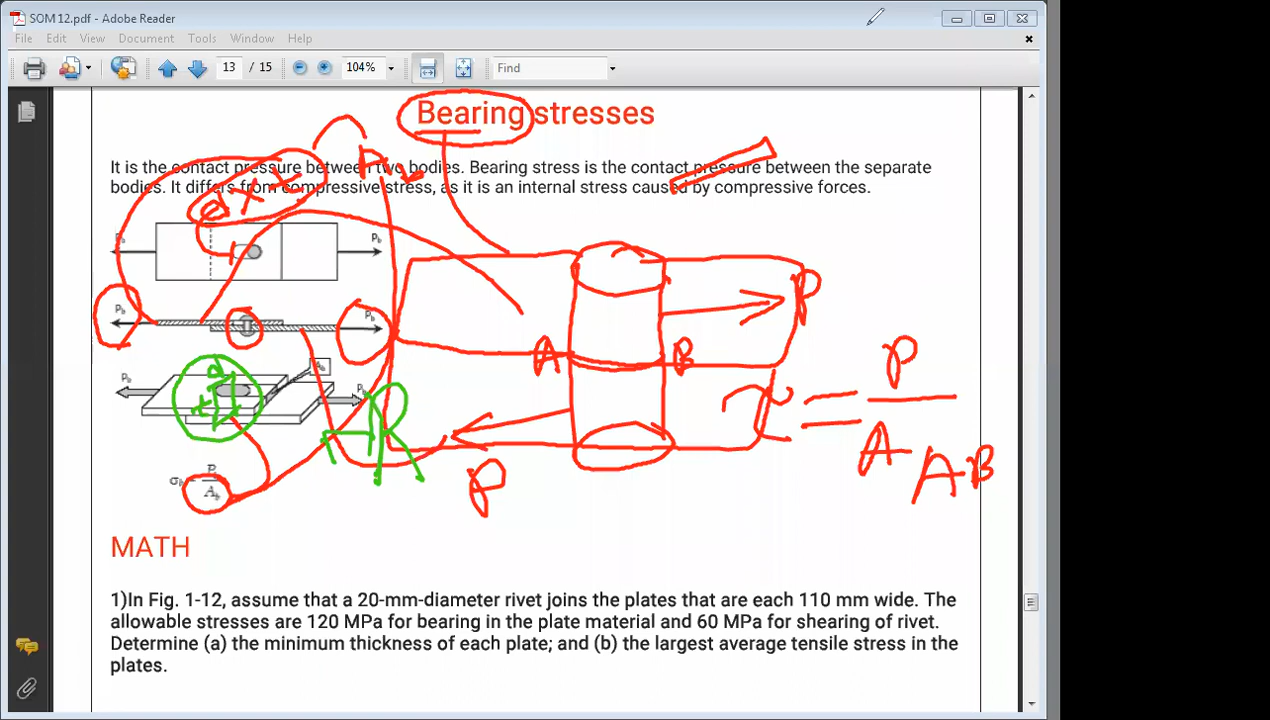 SOM 12.pdf - Adobe Reader
File Edit View Document Tools Window Help
13 / 15 104% Find
Bearing stresses
It is the contact pressure between two bodies. Bearing stress is the contact pressure between the separate
bodies. It differs from compressive stress, as it is an internal stress caused by compressive forces.
A
d x t
P
A B
P
τ = P
A AB
Pb Pb
Pb Pb
Pb Pb
d
t
σb = Pb
Ab
MATH
1)In Fig. 1-12, assume that a 20-mm-diameter rivet joins the plates that are each 110 mm wide. The
allowable stresses are 120 MPa for bearing in the plate material and 60 MPa for shearing of rivet.
Determine (a) the minimum thickness of each plate; and (b) the largest average tensile stress in the
plates.